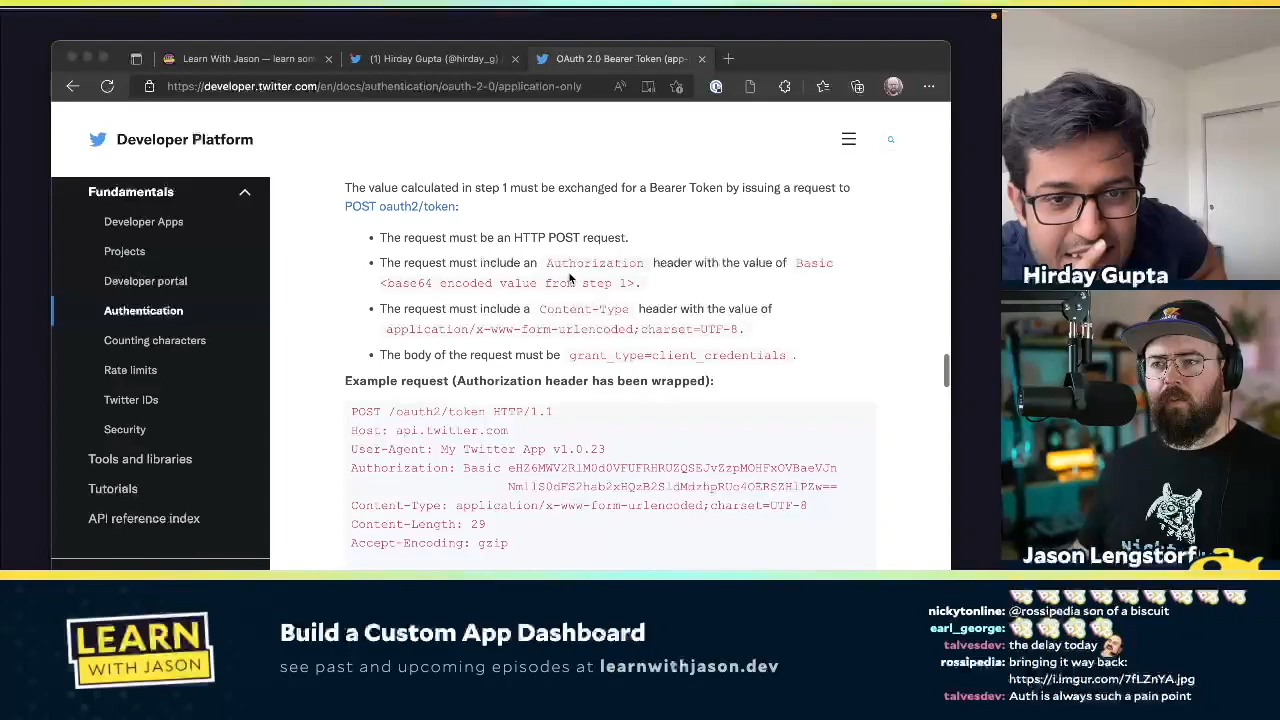 Learn With Jason — learn som
(1) Hirday Gupta (@hirday_g)
OAuth 2.0 Bearer Token (app-
https://developer.twitter.com/en/docs/authentication/oauth-2-0/application-only
Developer Platform
Fundamentals
Developer Apps
Projects
Developer portal
Authentication
Counting characters
Rate limits
Twitter IDs
Security
Tools and libraries
Tutorials
API reference index
The value calculated in step 1 must be exchanged for a Bearer Token by issuing a request to
POST oauth2/token:
• The request must be an HTTP POST request.
• The request must include an Authorization header with the value of Basic
encoded value from step 1>.
• The request must include a Content-Type header with the value of
application/x-www-form-urlencoded;charset=UTF-8.
• The body of the request must be grant_type=client_credentials .
Example request (Authorization header has been wrapped):
POST /oauth2/token HTTP/1.1
Host: api.twitter.com
User-Agent: My Twitter App v1.0.23
Authorization: Basic
Content-Type: application/x-www-form-urlencoded;charset=UTF-8
Content-Length: 29
Accept-Encoding: gzip
Hirday Gupta
Jason Lengstorf
LEARN
WITH JASON
Build a Custom App Dashboard
see past and upcoming episodes at learnwithjason.dev
nickytonline: @rossipedia son of a biscuit
earl_george:
talvesdev: the delay today
rossipedia: bringing it way back:
https://i.imgur.com/7fLZnYA.jpg
talvesdev: Auth is always such a pain point